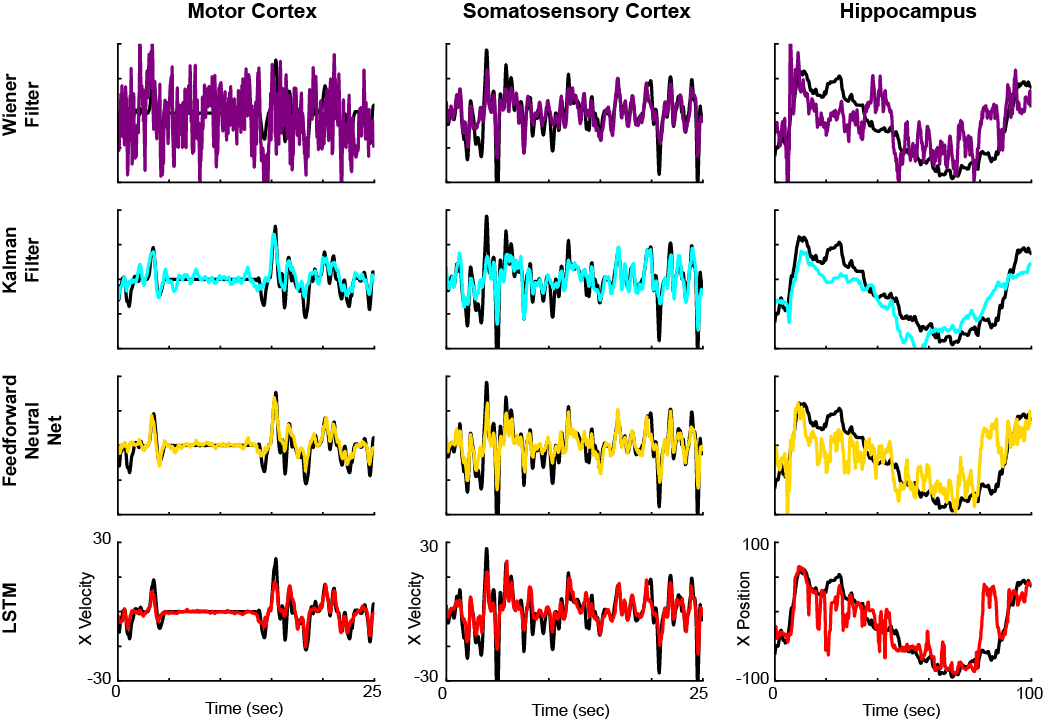 Motor Cortex
Somatosensory Cortex
Hippocampus
Wiener
Filter
Kalman
Filter
Feedforward
Neural
Net
LSTM
30
X Velocity
-30
0
25
Time (sec)
30
X Velocity
-30
0
25
Time (sec)
100
X Position
-100
0
100
Time (sec)